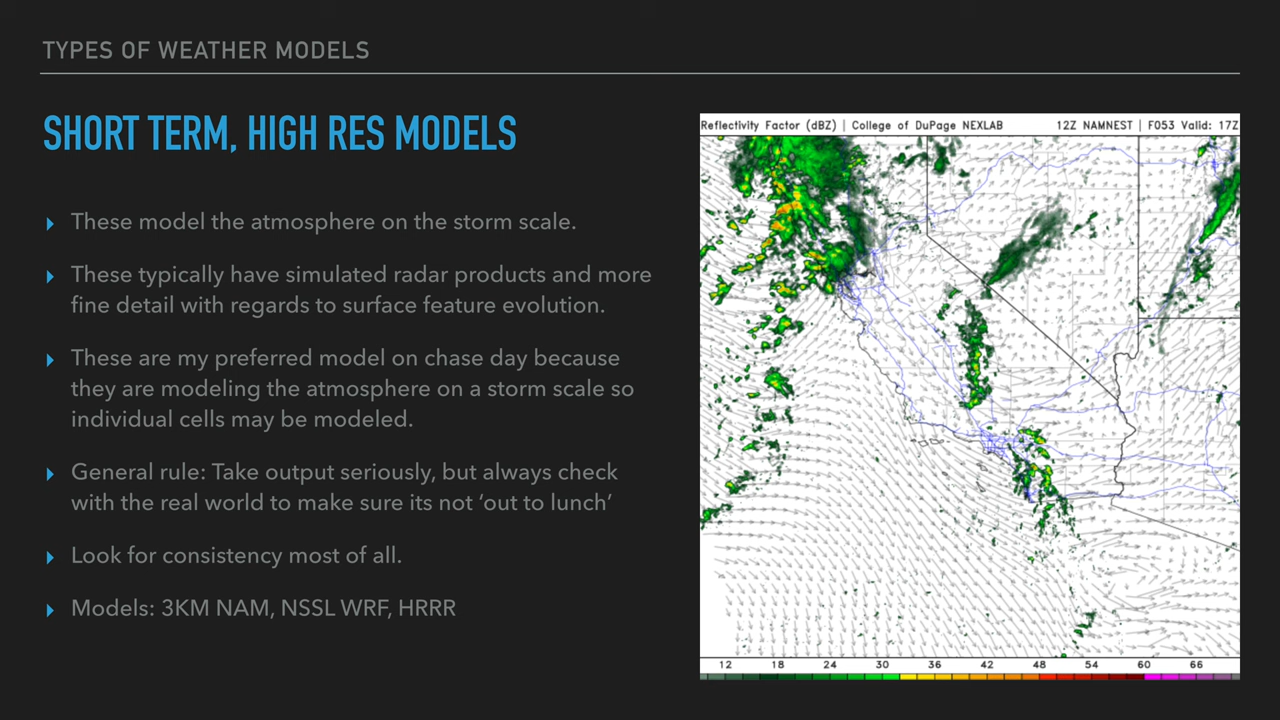 TYPES OF WEATHER MODELS
SHORT TERM, HIGH RES MODELS
These model the atmosphere on the storm scale.
These typically have simulated radar products and more
fine detail with regards to surface feature evolution.
These are my preferred model on chase day because
they are modeling the atmosphere on a storm scale so
individual cells may be modeled.
General rule: Take output seriously, but always check
with the real world to make sure its not ‘out to lunch’
Look for consistency most of all.
Models: 3KM NAM, NSSL WRF, HRRR
Reflectivity Factor (dBZ) | College of DuPage NEXLAB 12Z NAMNEST | F053 Valid: 17Z
12 18 24 30 36 42 48 54 60 66